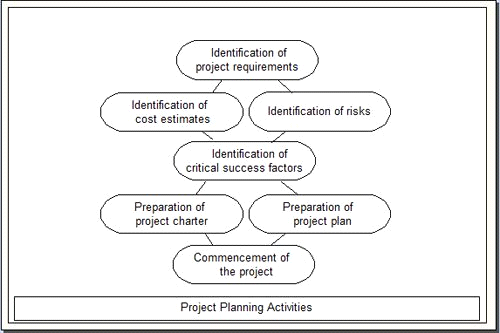 Identification of
project requirements
Identification of
cost estimates
Identification of risks
Identification of
critical success factors
Preparation of
project charter
Preparation of
project plan
Commencement of
the project
Project Planning Activities